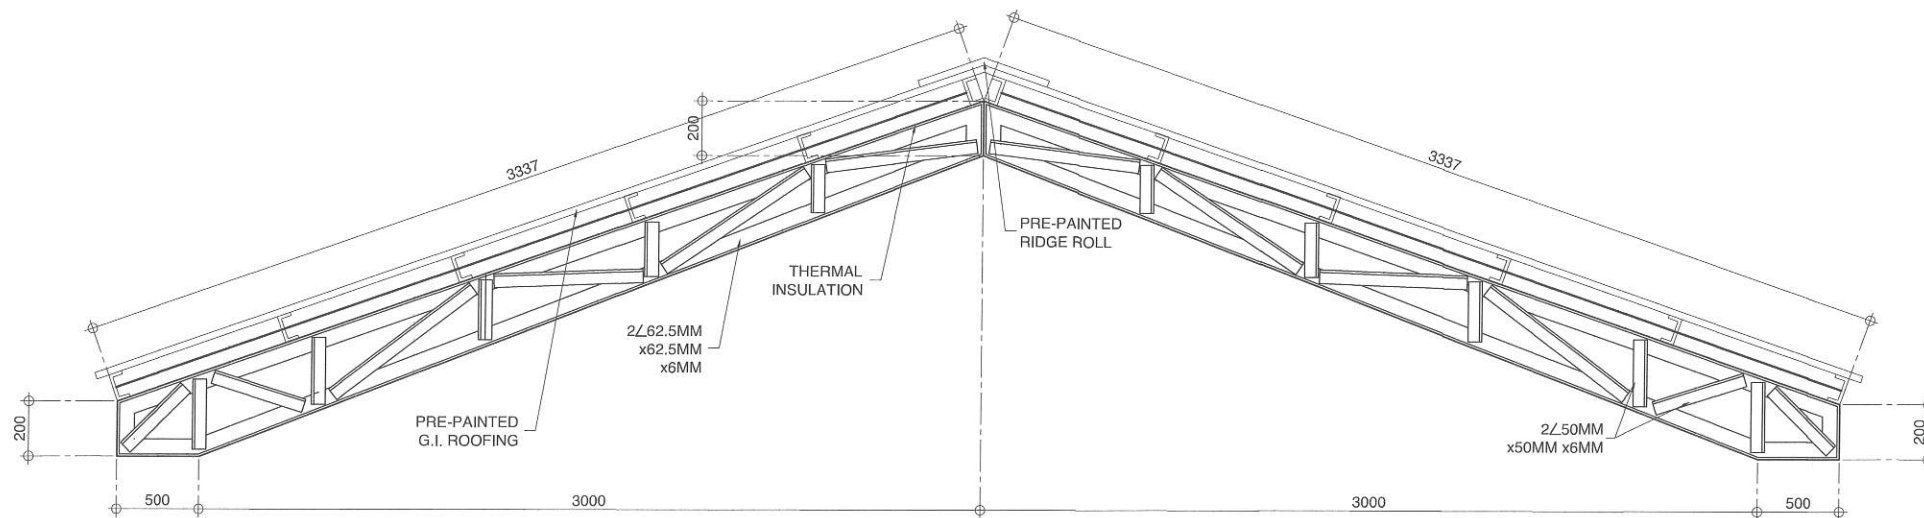 3337
3337
200
PRE-PAINTED
RIDGE ROLL
THERMAL
INSULATION
2∠62.5MM
x62.5MM
x6MM
PRE-PAINTED
G.I. ROOFING
2∠50MM
x50MM x6MM
200
200
500
3000
3000
500